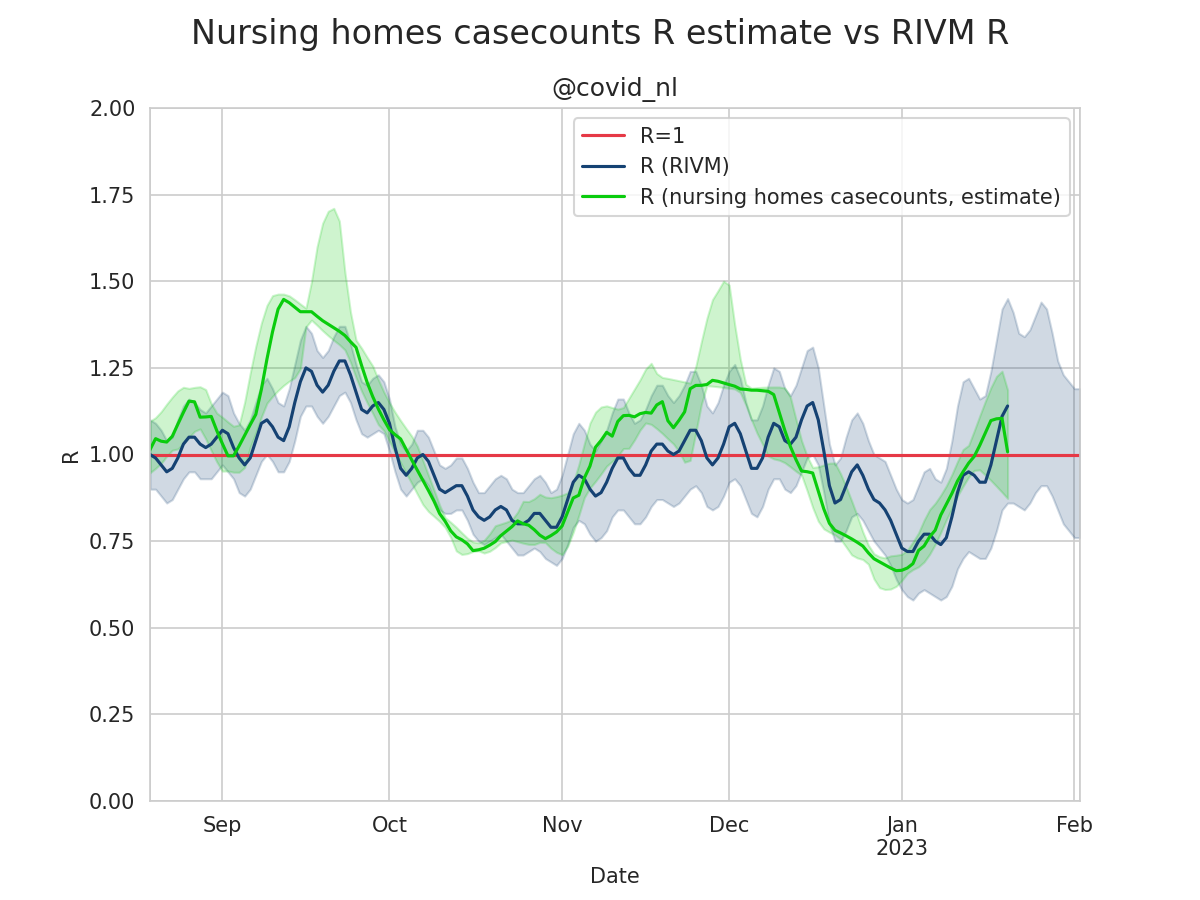 Nursing homes casecounts R estimate vs RIVM R
@covid_nl
R=1
R (RIVM)
R (nursing homes casecounts, estimate)
2.00
1.75
1.50
1.25
1.00
0.75
0.50
0.25
0.00
R
Sep
Oct
Nov
Dec
Jan
2023
Feb
Date